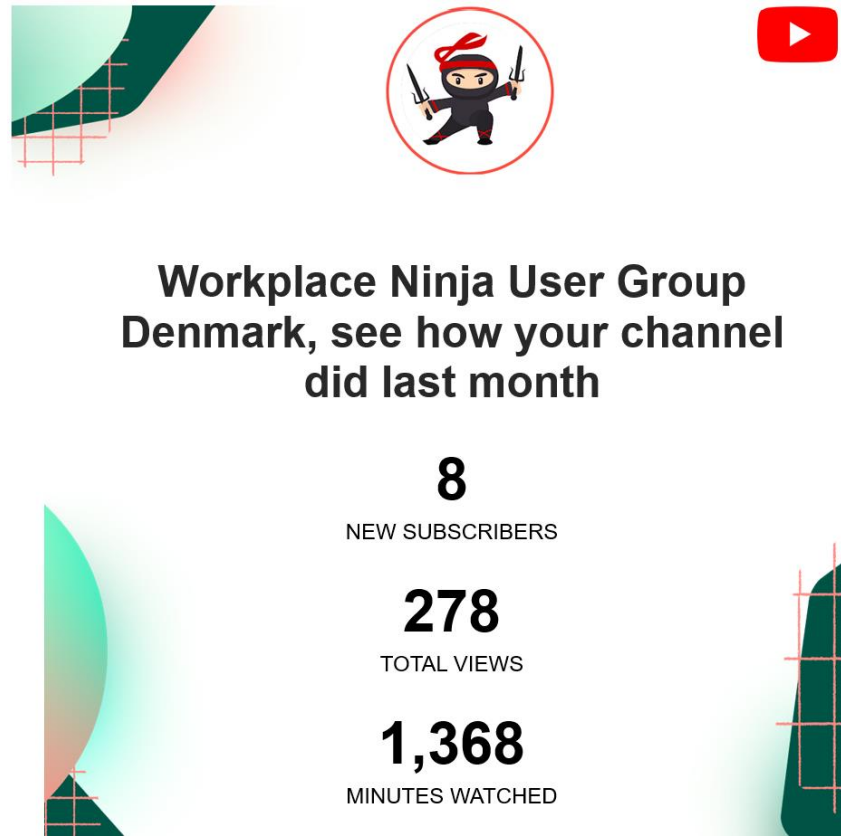 Workplace Ninja User Group
Denmark, see how your channel
did last month
8
NEW SUBSCRIBERS
278
TOTAL VIEWS
1,368
MINUTES WATCHED